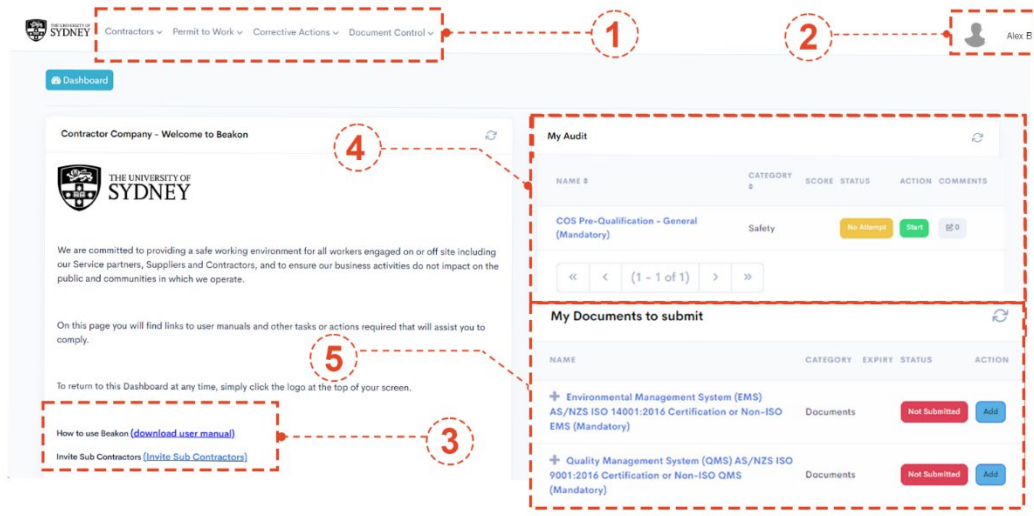 THE UNIVERSITY OF
SYDNEY
Contractors
Permit to Work
Corrective Actions
Document Control
1
2
Alex B
Dashboard
Contractor Company - Welcome to Beakon
THE UNIVERSITY OF
SYDNEY
We are committed to providing a safe working environment for all workers engaged on or off site including
our Service partners, Suppliers and Contractors, and to ensure our business activities do not impact on the
public and communities in which we operate.
On this page you will find links to user manuals and other tasks or actions required that will assist you to
comply.
To return to this Dashboard at any time, simply click the logo at the top of your screen.
How to use Beakon (download user manual)
Invite Sub Contractors (Invite Sub Contractors)
3
4
My Audit
NAME CATEGORY SCORE STATUS ACTION COMMENTS
COS Pre-Qualification - General
(Mandatory)
Safety
No Attempt
Start
0
« < (1 - 1 of 1) > »
5
My Documents to submit
NAME CATEGORY EXPIRY STATUS ACTION
+ Environmental Management System (EMS)
AS/NZS ISO 14001:2016 Certification or Non-ISO
EMS (Mandatory)
Documents
Not Submitted
Add
+ Quality Management System (QMS) AS/NZS ISO
9001:2016 Certification or Non-ISO QMS
(Mandatory)
Documents
Not Submitted
Add